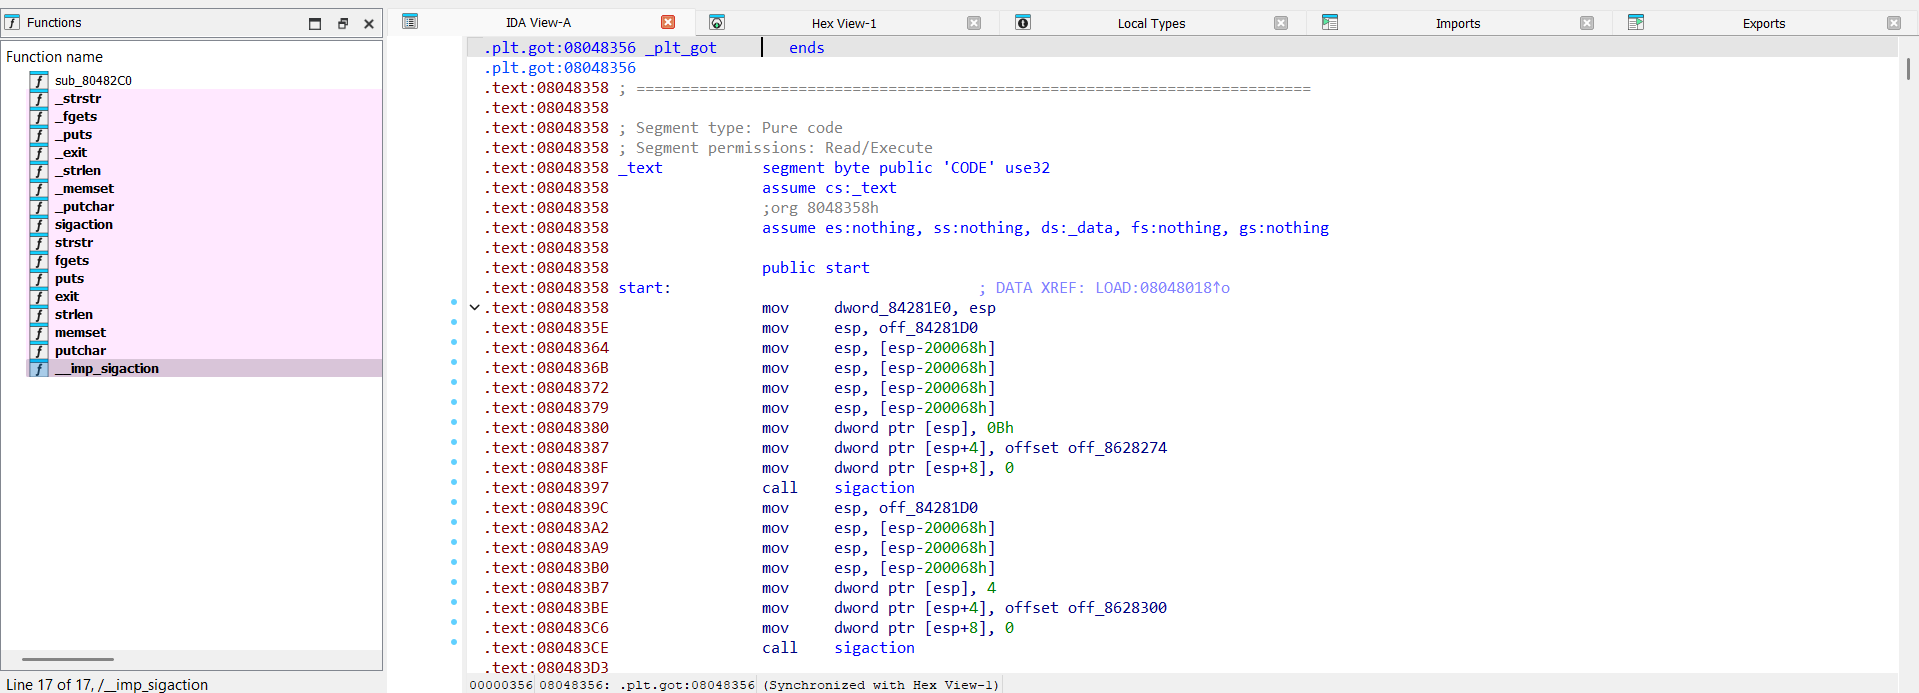 Functions
Function name
sub_80482C0
_strstr
_fgets
_puts
_exit
_strlen
_memset
_putchar
sigaction
strstr
fgets
puts
exit
strlen
memset
putchar
__imp_sigaction
Line 17 of 17, /__imp_sigaction
IDA View-A Hex View-1 Local Types Imports Exports
.plt.got:08048356 _plt_got ends
.plt.got:08048356
.text:08048358 ; ===========================================================================
.text:08048358
.text:08048358 ; Segment type: Pure code
.text:08048358 ; Segment permissions: Read/Execute
.text:08048358 _text segment byte public 'CODE' use32
.text:08048358 assume cs:_text
.text:08048358 ;org 8048358h
.text:08048358 assume es:nothing, ss:nothing, ds:_data, fs:nothing, gs:nothing
.text:08048358
.text:08048358 public start
.text:08048358 start: ; DATA XREF: LOAD:08048018↑o
.text:08048358 mov dword_84281E0, esp
.text:0804835E mov esp, off_84281D0
.text:08048364 mov esp, [esp-200068h]
.text:0804836B mov esp, [esp-200068h]
.text:08048372 mov esp, [esp-200068h]
.text:08048379 mov esp, [esp-200068h]
.text:08048380 mov dword ptr [esp], 0Bh
.text:08048387 mov dword ptr [esp+4], offset off_8628274
.text:0804838F mov dword ptr [esp+8], 0
.text:08048397 call sigaction
.text:0804839C mov esp, off_84281D0
.text:080483A2 mov esp, [esp-200068h]
.text:080483A9 mov esp, [esp-200068h]
.text:080483B0 mov esp, [esp-200068h]
.text:080483B7 mov dword ptr [esp], 4
.text:080483BE mov dword ptr [esp+4], offset off_8628300
.text:080483C6 mov dword ptr [esp+8], 0
.text:080483CE call sigaction
.text:080483D3
00000356 08048356: .plt.got:08048356 (Synchronized with Hex View-1)